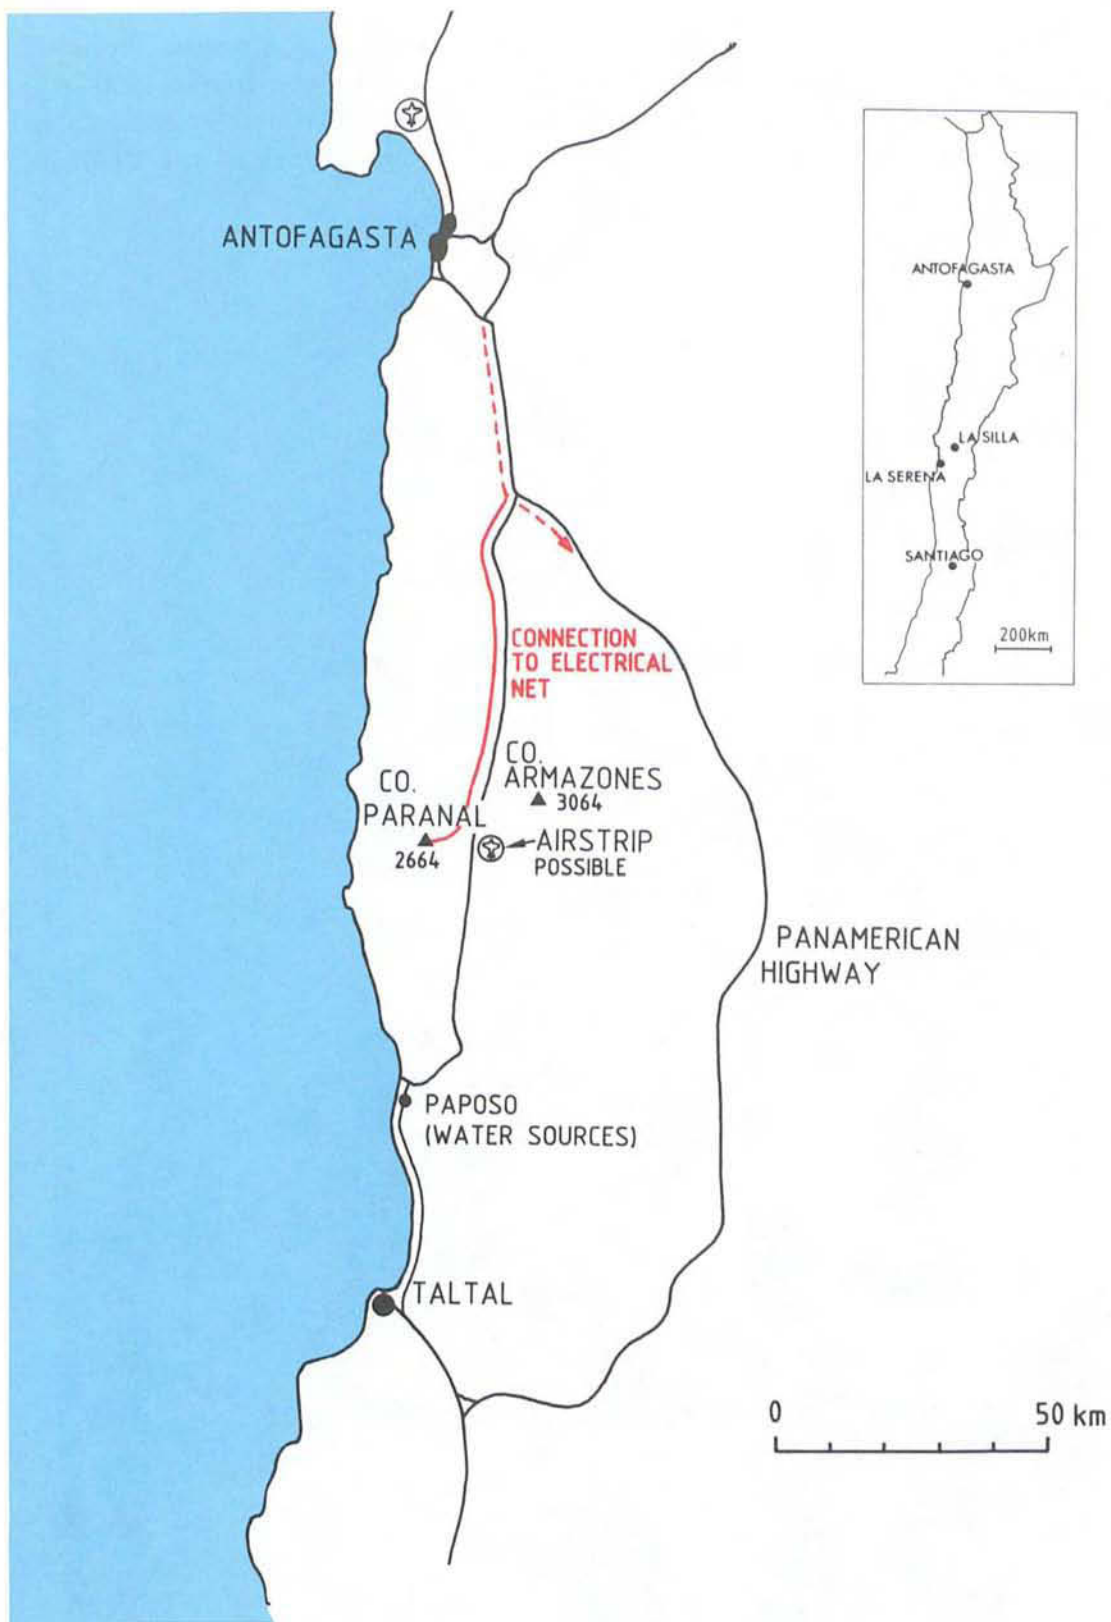 ANTOFAGASTA
CONNECTION
TO ELECTRICAL
NET
CO.
ARMAZONES
3064
CO.
PARANAL
2664
AIRSTRIP
POSSIBLE
PANAMERICAN
HIGHWAY
PAPOSO
(WATER SOURCES)
TALTAL
0 50 km
ANTOFAGASTA
LA SILLA
LA SERENA
SANTIAGO
200km